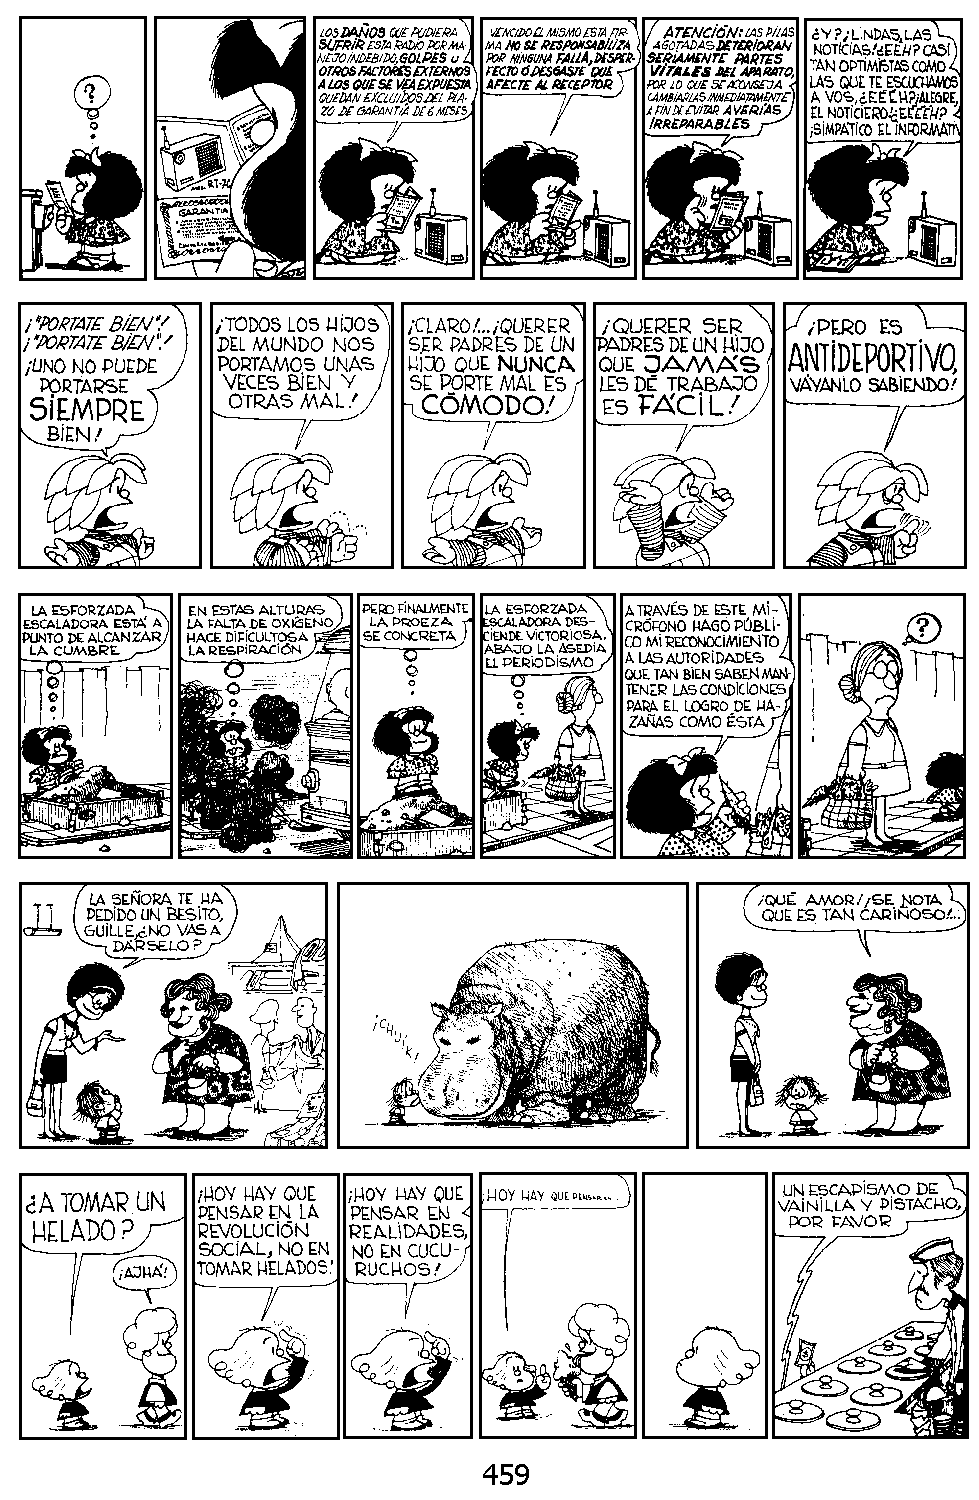 ?
MOD. RT-20
GARANTIA
LOS DAÑOS QUE PUDIERA
SUFRIR ESTA RADIO POR MA
NEJO INDEBIDO, GOLPES U
OTROS FACTORES EXTERNOS
A LOS QUE SE VEA EXPUESTA
QUEDAN EXCLUIDOS DEL PLA-
ZO DE GARANTIA DE 6 MESES
VENCIDO EL MISMO ESTA FIR-
MA NO SE RESPONSABILIZA
POR NINGUNA FALLA, DESPER-
FECTO Ó DESGASTE QUE
AFECTE AL RECEPTOR
ATENCIÓN: LAS PILAS
AGOTADAS DETERIORAN
SERIAMENTE PARTES
VITALES DEL APARATO,
POR LO QUE SE ACONSEJA
CAMBIARLAS INMEDIATAMENTE
A FIN DE EVITAR AVERIAS
IRREPARABLES
¿Y?¿LINDAS, LAS
NOTICIAS!¿EEEH? CASI
TAN OPTIMISTAS COMO
LAS QUE TE ESCUCHAMOS
A VOS, ¿EEÉH?¡ALEGRE,
EL NOTICIERO¿EEÉEH?
¡SIMPATICO EL INFORMATI
¡"PORTATE BIEN"!
¡"PORTATE BIEN"!
¡UNO NO PUEDE
PORTARSE
SIEMPRE
BIEN!
¡TODOS LOS HIJOS
DEL MUNDO NOS
PORTAMOS UNAS
VECES BIEN Y
OTRAS MAL!
¡CLARO!...¡QUERER
SER PADRES DE UN
HIJO QUE NUNCA
SE PORTE MAL ES
CÓMODO!
¡QUERER SER
PADRES DE UN HIJO
QUE JAMÁS
LES DÉ TRABAJO
ES FÁCIL!
¡PERO ES
ANTIDEPORTIVO,
VÁYANLO SABIENDO!
LA ESFORZADA
ESCALADORA ESTÁ A
PUNTO DE ALCANZAR
LA CUMBRE
EN ESTAS ALTURAS
LA FALTA DE OXÍGENO
HACE DIFICULTOSA
LA RESPIRACIÓN
PERO FINALMENTE
LA PROEZA
SE CONCRETA
LA ESFORZADA
ESCALADORA DES-
CIENDE VICTORIOSA.
ABAJO LA ASEDIA
EL PERIODISMO
A TRAVÉS DE ESTE MI-
CRÓFONO HAGO PÚBLI-
CO MI RECONOCIMIENTO
A LAS AUTORIDADES
QUE TAN BIEN SABEN MAN-
TENER LAS CONDICIONES
PARA EL LOGRO DE HA-
ZAÑAS COMO ÉSTA
?
LA SEÑORA TE HA
PEDIDO UN BESITO,
GUILLE,¿NO VAS A
DÁRSELO?
¡CHUSK!
¡QUÉ AMOR!¡SE NOTA
QUE ES TAN CARIÑOSO!..
¿A TOMAR UN
HELADO?
¡AJHÁ!
¡HOY HAY QUE
PENSAR EN LA
REVOLUCIÓN
SOCIAL, NO EN
TOMAR HELADOS!
¡HOY HAY QUE
PENSAR EN
REALIDADES,
NO EN CUCU-
RUCHOS!
¡HOY HAY QUE PENSAR EN...
UN ESCAPISMO DE
VAINILLA Y PISTACHO,
POR FAVOR
459